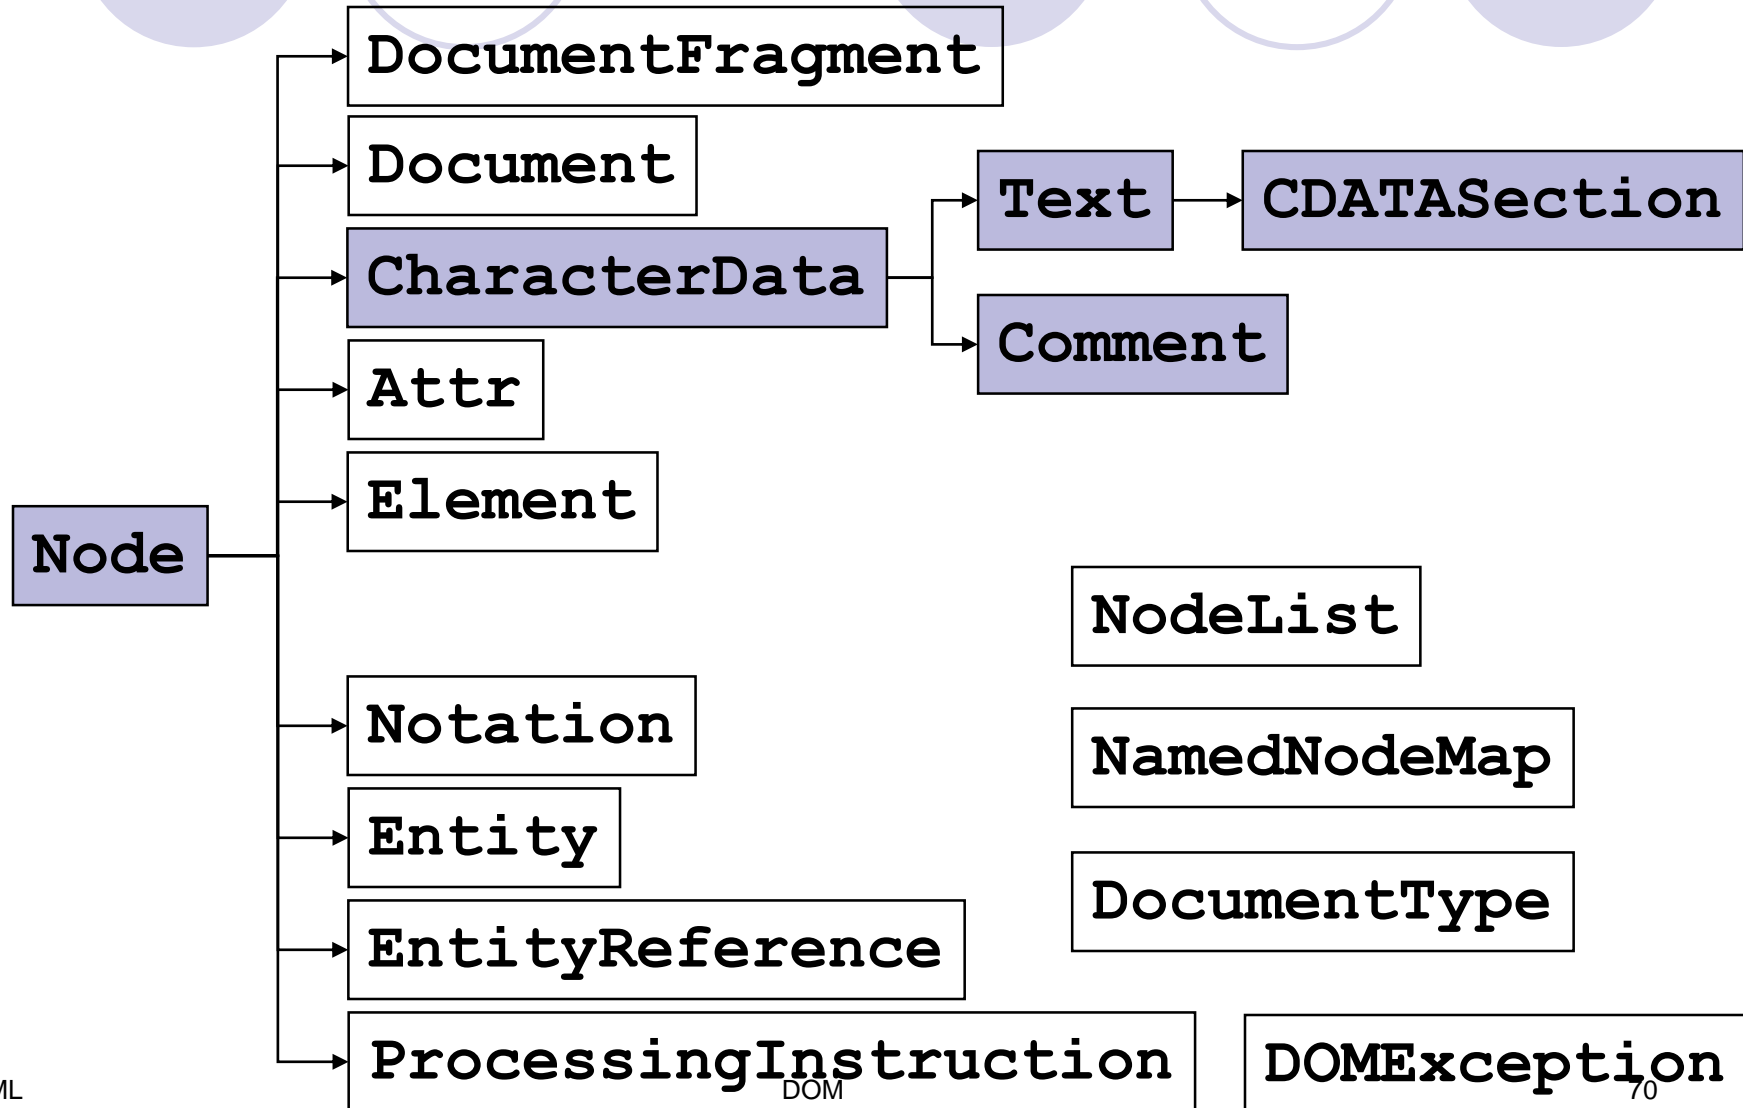 DocumentFragment
Document
Text
CDATASection
CharacterData
Comment
Attr
Element
Node
NodeList
Notation
NamedNodeMap
Entity
DocumentType
EntityReference
ProcessingInstruction
DOMException
ML
DOM
70